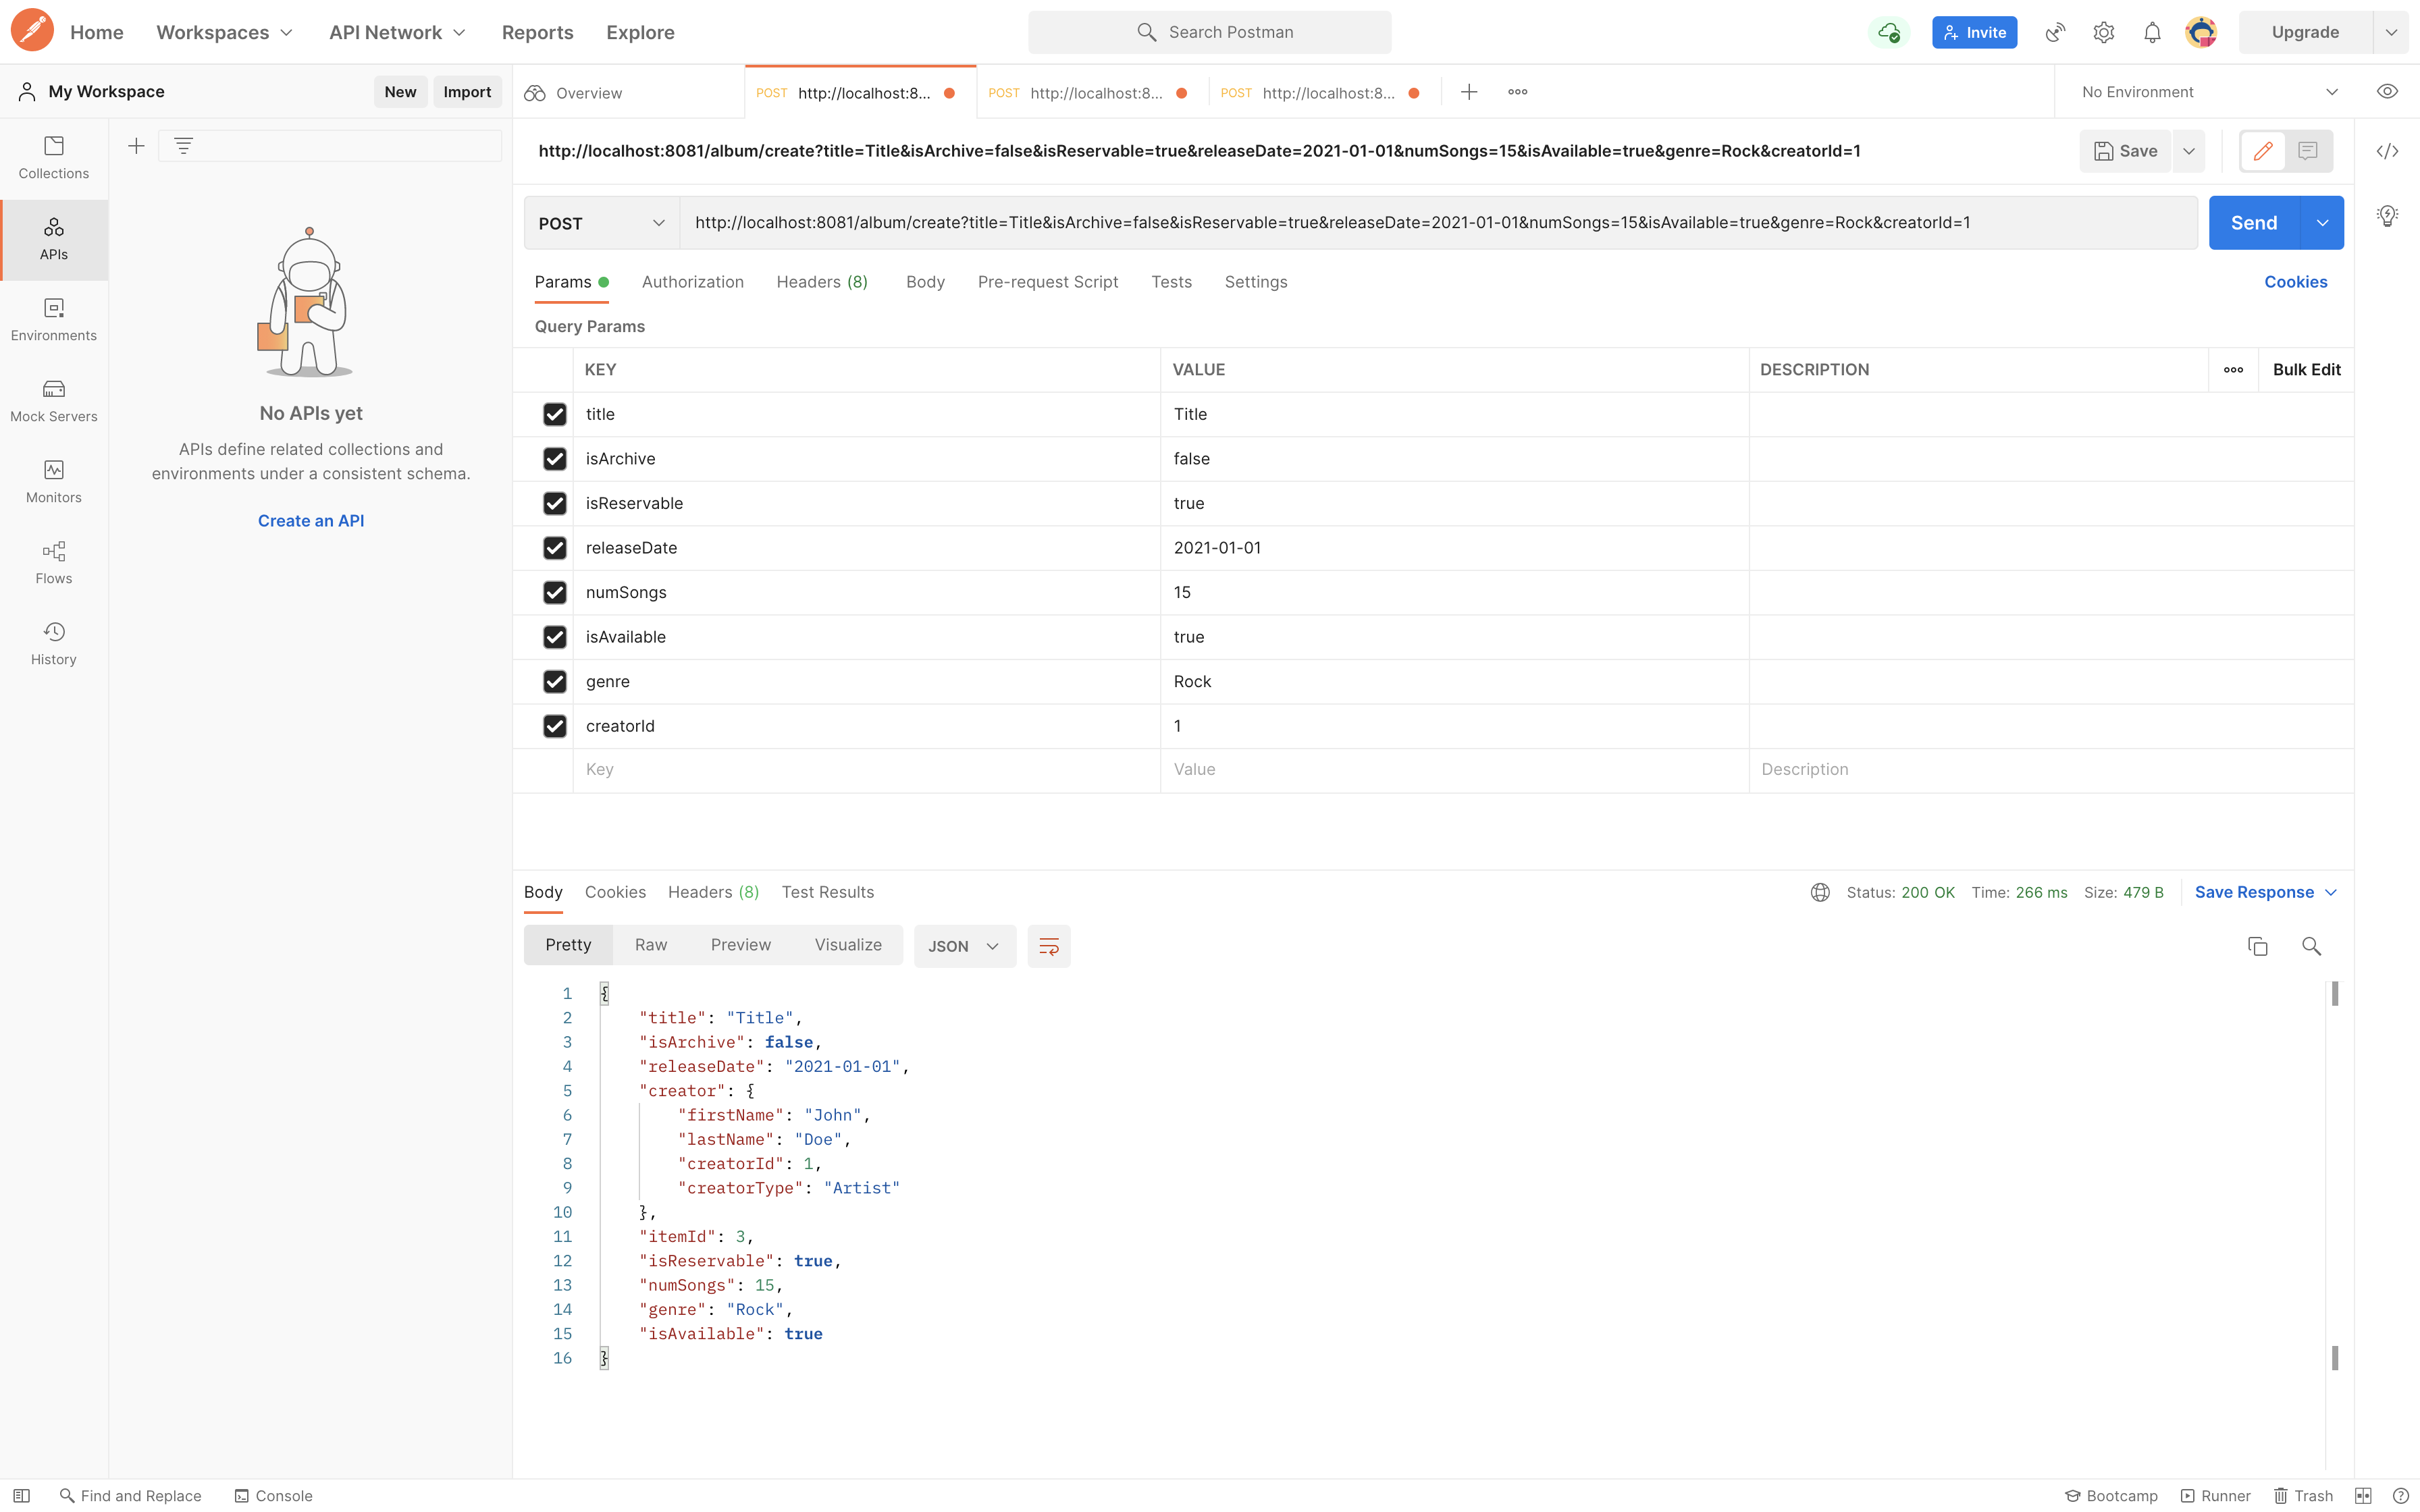 Home Workspaces API Network Reports Explore Search Postman Invite Upgrade
My Workspace New Import Overview POST http://localhost:8... POST http://localhost:8... POST http://localhost:8... No Environment
Collections
APIs
Environments
Mock Servers
Monitors
Flows
History
No APIs yet
APIs define related collections and
environments under a consistent schema.
Create an API
http://localhost:8081/album/create?title=Title&isArchive=false&isReservable=true&releaseDate=2021-01-01&numSongs=15&isAvailable=true&genre=Rock&creatorId=1 Save
POST http://localhost:8081/album/create?title=Title&isArchive=false&isReservable=true&releaseDate=2021-01-01&numSongs=15&isAvailable=true&genre=Rock&creatorId=1 Send
Params Authorization Headers (8) Body Pre-request Script Tests Settings Cookies
Query Params
KEY VALUE DESCRIPTION Bulk Edit
title Title
isArchive false
isReservable true
releaseDate 2021-01-01
numSongs 15
isAvailable true
genre Rock
creatorId 1
Key Value Description
Body Cookies Headers (8) Test Results Status: 200 OK Time: 266 ms Size: 479 B Save Response
Pretty Raw Preview Visualize JSON
1 {
2 "title": "Title",
3 "isArchive": false,
4 "releaseDate": "2021-01-01",
5 "creator": {
6 "firstName": "John",
7 "lastName": "Doe",
8 "creatorId": 1,
9 "creatorType": "Artist"
10 },
11 "itemId": 3,
12 "isReservable": true,
13 "numSongs": 15,
14 "genre": "Rock",
15 "isAvailable": true
16 }
Find and Replace Console Bootcamp Runner Trash